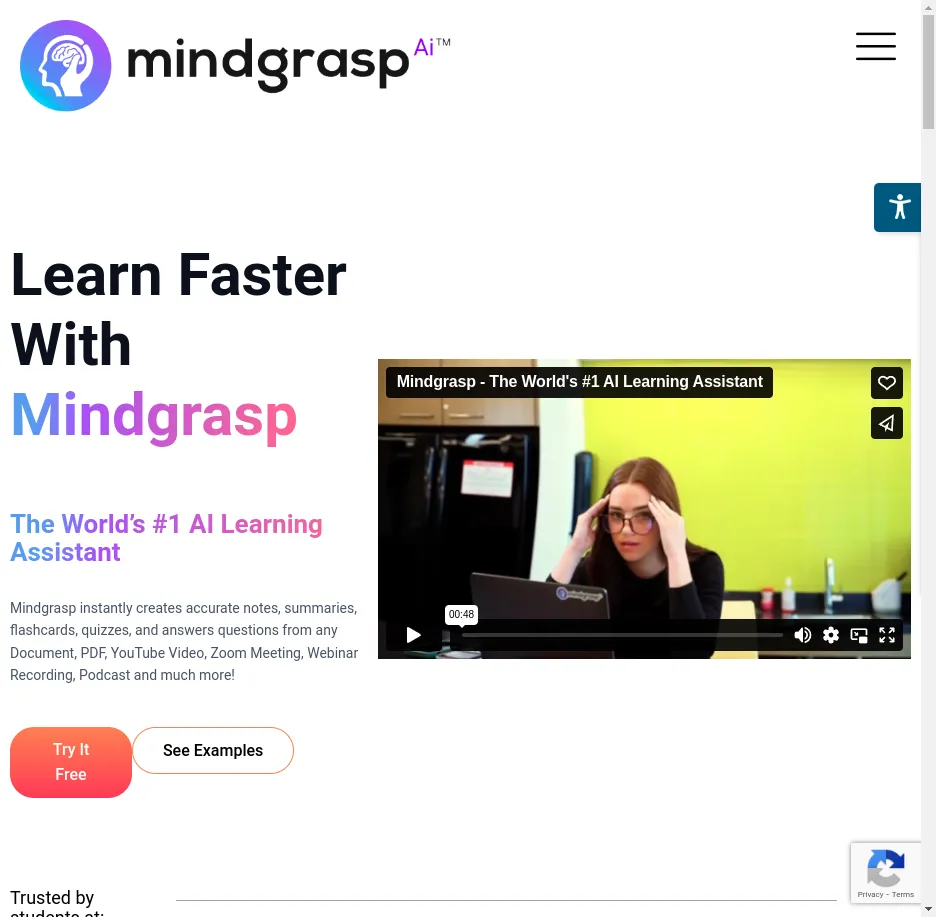 mindgrasp Ai™
Learn Faster
With
Mindgrasp
Mindgrasp - The World's #1 AI Learning Assistant
The World’s #1 AI Learning
Assistant
Mindgrasp instantly creates accurate notes, summaries,
flashcards, quizzes, and answers questions from any
Document, PDF, YouTube Video, Zoom Meeting, Webinar
Recording, Podcast and much more!
mindgrasp
00:48
Try It
Free
See Examples
Privacy - Terms
Trusted by
students at: